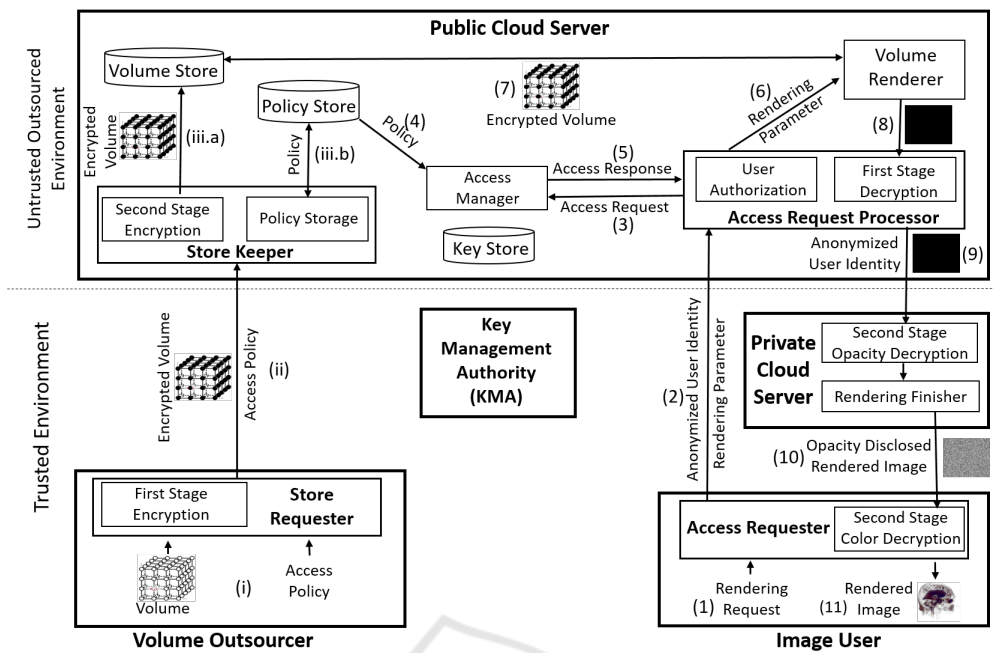 Public Cloud Server
Untrusted Outsourced
Environment
Volume Store
Volume
Renderer
Policy Store
(7)
Encrypted Volume
(6)
Rendering
Parameter
(8)
Encrypted
Volume
(iii.a)
Policy
(iii.b)
(4)
Policy
(5)
Access Response
Access
Manager
Access Request
(3)
User
Authorization
First Stage
Decryption
Access Request Processor
Second Stage
Encryption
Policy Storage
Store Keeper
Key Store
Anonymized
User Identity
(9)
Trusted Environment
Encrypted Volume
Access Policy
(ii)
Key
Management
Authority
(KMA)
(2)
Anonymized User Identity
Rendering Parameter
Private
Cloud
Server
Second Stage
Opacity Decryption
Rendering Finisher
(10)
Opacity Disclosed
Rendered Image
First Stage
Encryption
Store
Requester
Access Requester
Second Stage
Color Decryption
(i)
Volume
Access
Policy
(1)
Rendering
Request
(11)
Rendered
Image
Volume Outsourcer
Image User